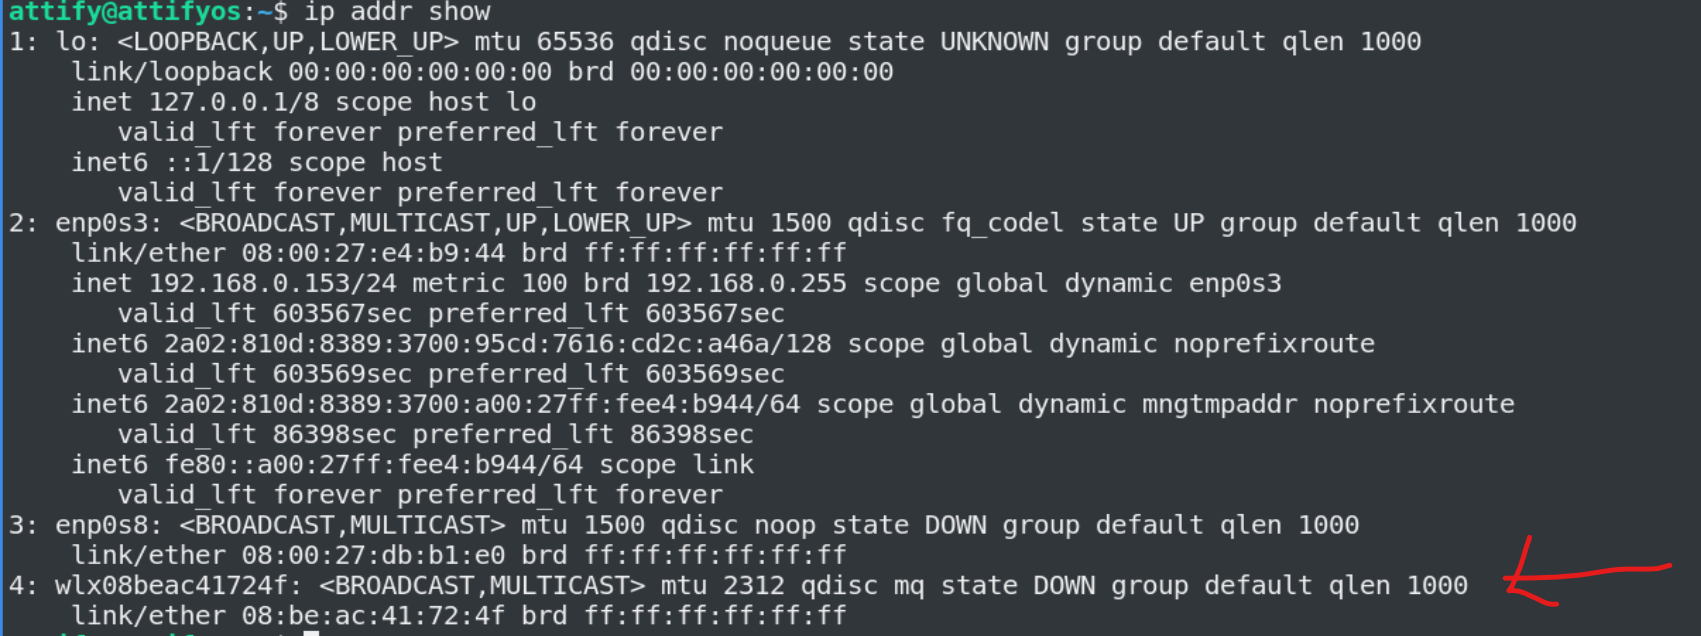 attify@attifyos:~$ ip addr show
1: lo: <LOOPBACK,UP,LOWER_UP> mtu 65536 qdisc noqueue state UNKNOWN group default qlen 1000
link/loopback 00:00:00:00:00:00 brd 00:00:00:00:00:00
inet 127.0.0.1/8 scope host lo
valid_lft forever preferred_lft forever
inet6 ::1/128 scope host
valid_lft forever preferred_lft forever
2: enp0s3: <BROADCAST,MULTICAST,UP,LOWER_UP> mtu 1500 qdisc fq_codel state UP group default qlen 1000
link/ether 08:00:27:e4:b9:44 brd ff:ff:ff:ff:ff:ff
inet 192.168.0.153/24 metric 100 brd 192.168.0.255 scope global dynamic enp0s3
valid_lft 603567sec preferred_lft 603567sec
inet6 2a02:810d:8389:3700:95cd:7616:cd2c:a46a/128 scope global dynamic noprefixroute
valid_lft 603569sec preferred_lft 603569sec
inet6 2a02:810d:8389:3700:a00:27ff:fee4:b944/64 scope global dynamic mngtmpaddr noprefixroute
valid_lft 86398sec preferred_lft 86398sec
inet6 fe80::a00:27ff:fee4:b944/64 scope link
valid_lft forever preferred_lft forever
3: enp0s8: <BROADCAST,MULTICAST> mtu 1500 qdisc noop state DOWN group default qlen 1000
link/ether 08:00:27:db:b1:e0 brd ff:ff:ff:ff:ff:ff
4: wlx08beac41724f: <BROADCAST,MULTICAST> mtu 2312 qdisc mq state DOWN group default qlen 1000
link/ether 08:be:ac:41:72:4f brd ff:ff:ff:ff:ff:ff